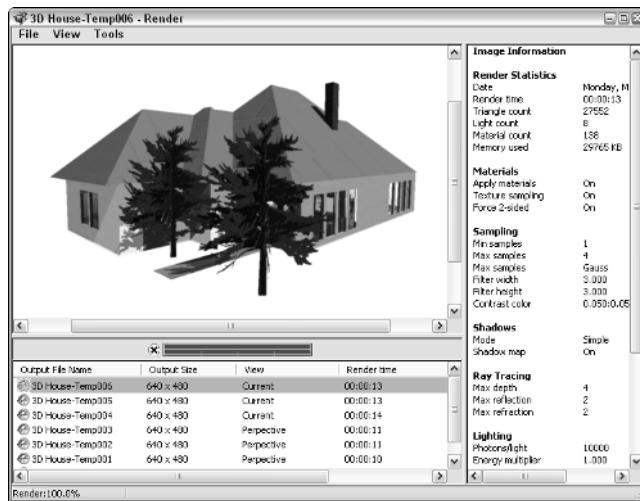 3D House-Temp006 - Render
File View Tools
Image Information
Render Statistics
Date Monday, M
Render time 00:00:13
Triangle count 27552
Light count 8
Material count 138
Memory used 29765 KB
Materials
Apply materials On
Texture sampling On
Force 2-sided On
Sampling
Min samples 1
Max samples 4
Max samples Gauss
Filter width 3.000
Filter height 3.000
Contrast color 0.050:0.05
Shadows
Mode Simple
Shadow map On
Ray Tracing
Max depth 4
Max reflection 2
Max refraction 2
Lighting
Photons/light 10000
Energy multiplier 1.000
Output File Name Output Size View Render time
3D House-Temp006 640 x 480 Current 00:00:13
3D House-Temp005 640 x 480 Current 00:00:13
3D House-Temp004 640 x 480 Current 00:00:14
3D House-Temp003 640 x 480 Perpective 00:00:11
3D House-Temp002 640 x 480 Perpective 00:00:11
3D House-Temp001 640 x 480 Perpective 00:00:10
Render:100.0%